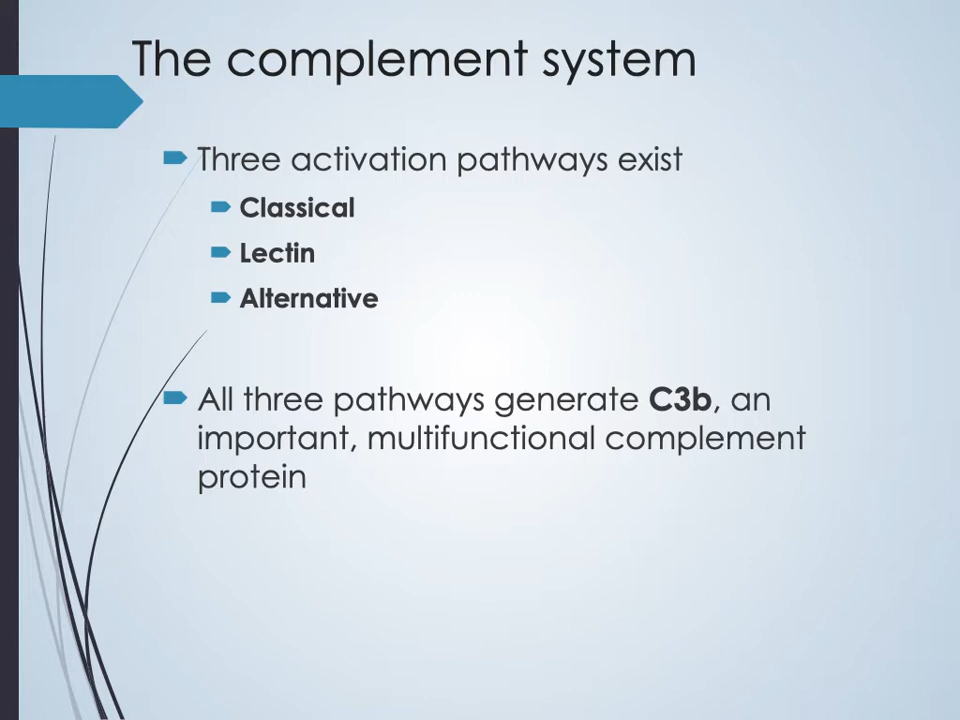 The complement system
Three activation pathways exist
Classical
Lectin
Alternative
All three pathways generate C3b, an
important, multifunctional complement
protein